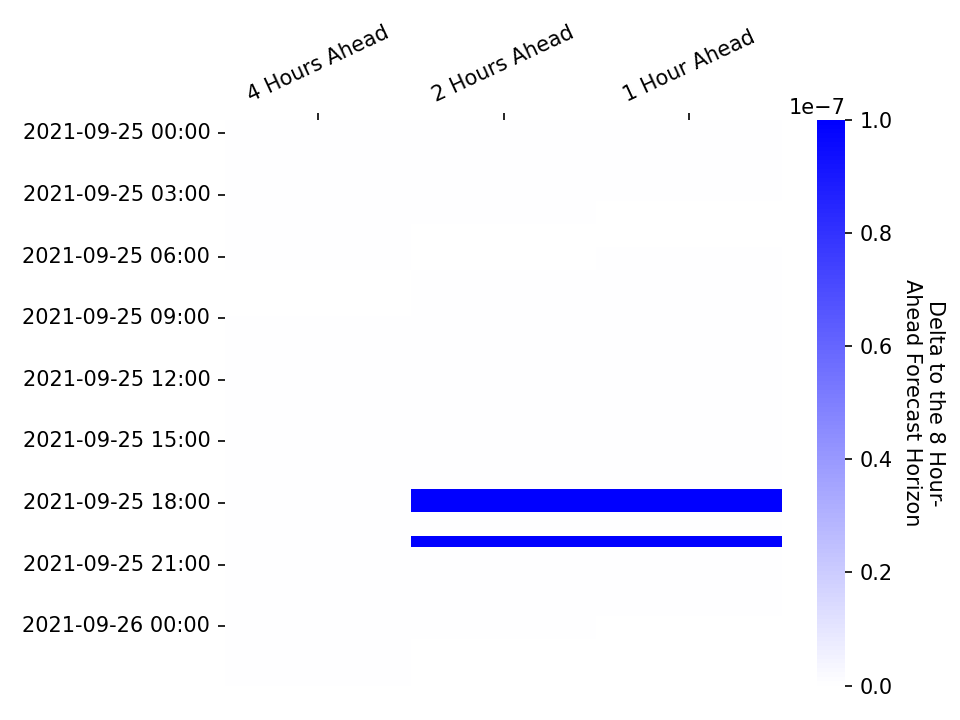 4 Hours Ahead
2 Hours Ahead
1 Hour Ahead
1e−7
2021-09-25 00:00
2021-09-25 03:00
2021-09-25 06:00
2021-09-25 09:00
2021-09-25 12:00
2021-09-25 15:00
2021-09-25 18:00
2021-09-25 21:00
2021-09-26 00:00
1.0
0.8
0.6
0.4
0.2
0.0
Delta to the 8 Hour-
Ahead Forecast Horizon